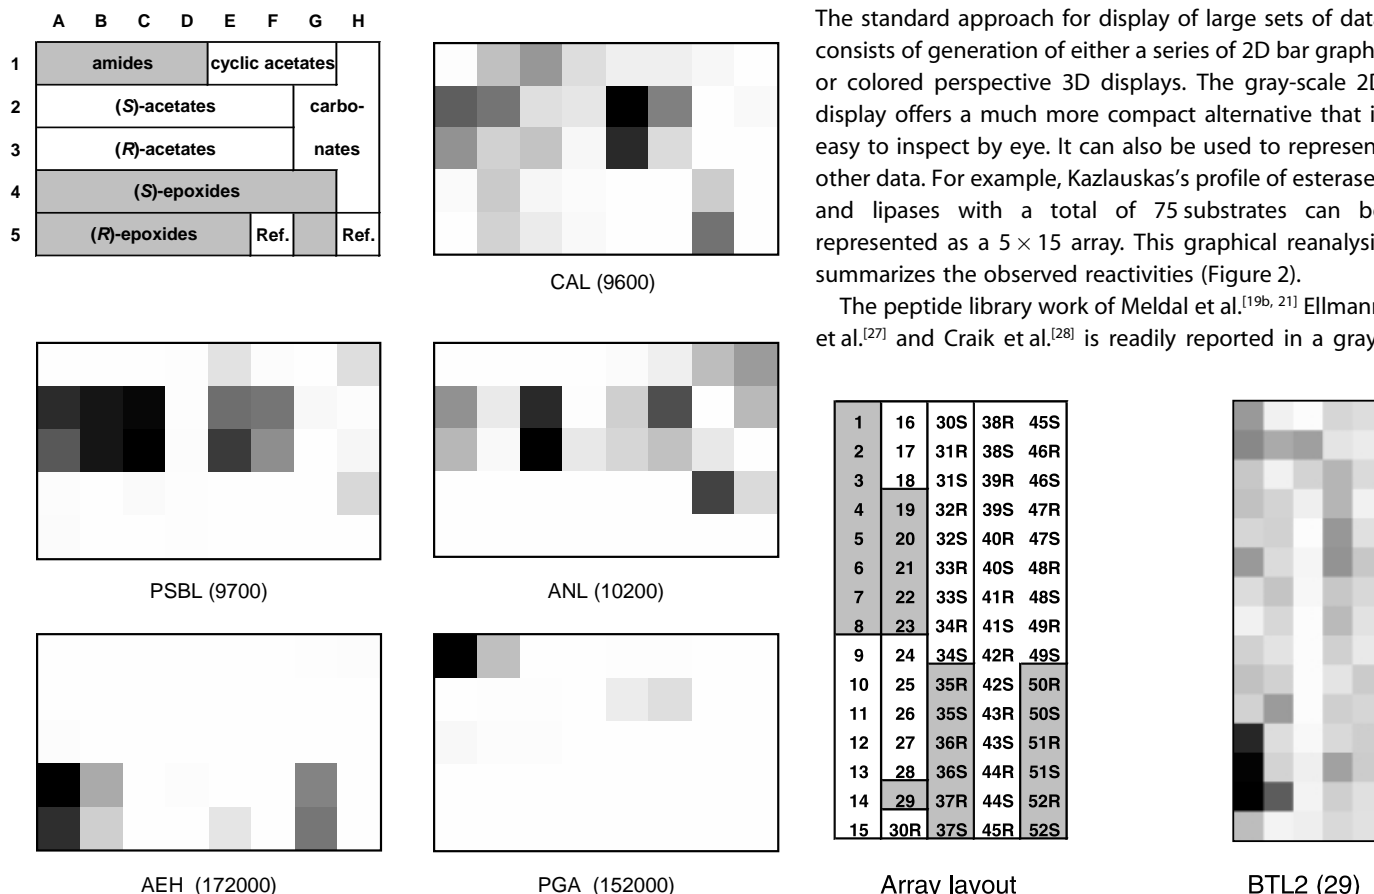 A B C D E F G H
1 amides cyclic acetates
2 (S)-acetates carbo-
3 (R)-acetates nates
4 (S)-epoxides
5 (R)-epoxides Ref. Ref.
CAL (9600)
PSBL (9700)
ANL (10200)
AEH (172000)
PGA (152000)
The standard approach for display of large sets of data
consists of generation of either a series of 2D bar graph
or colored perspective 3D displays. The gray-scale 2D
display offers a much more compact alternative that i
easy to inspect by eye. It can also be used to represen
other data. For example, Kazlauskas's profile of esterase
and lipases with a total of 75 substrates can be
represented as a 5 × 15 array. This graphical reanalysi
summarizes the observed reactivities (Figure 2).
The peptide library work of Meldal et al.[19b, 21] Ellmann
et al.[27] and Craik et al.[28] is readily reported in a gray
1 16 30S 38R 45S
2 17 31R 38S 46R
3 18 31S 39R 46S
4 19 32R 39S 47R
5 20 32S 40R 47S
6 21 33R 40S 48R
7 22 33S 41R 48S
8 23 34R 41S 49R
9 24 34S 42R 49S
10 25 35R 42S 50R
11 26 35S 43R 50S
12 27 36R 43S 51R
13 28 36S 44R 51S
14 29 37R 44S 52R
15 30R 37S 45R 52S
Array layout
BTL2 (29)